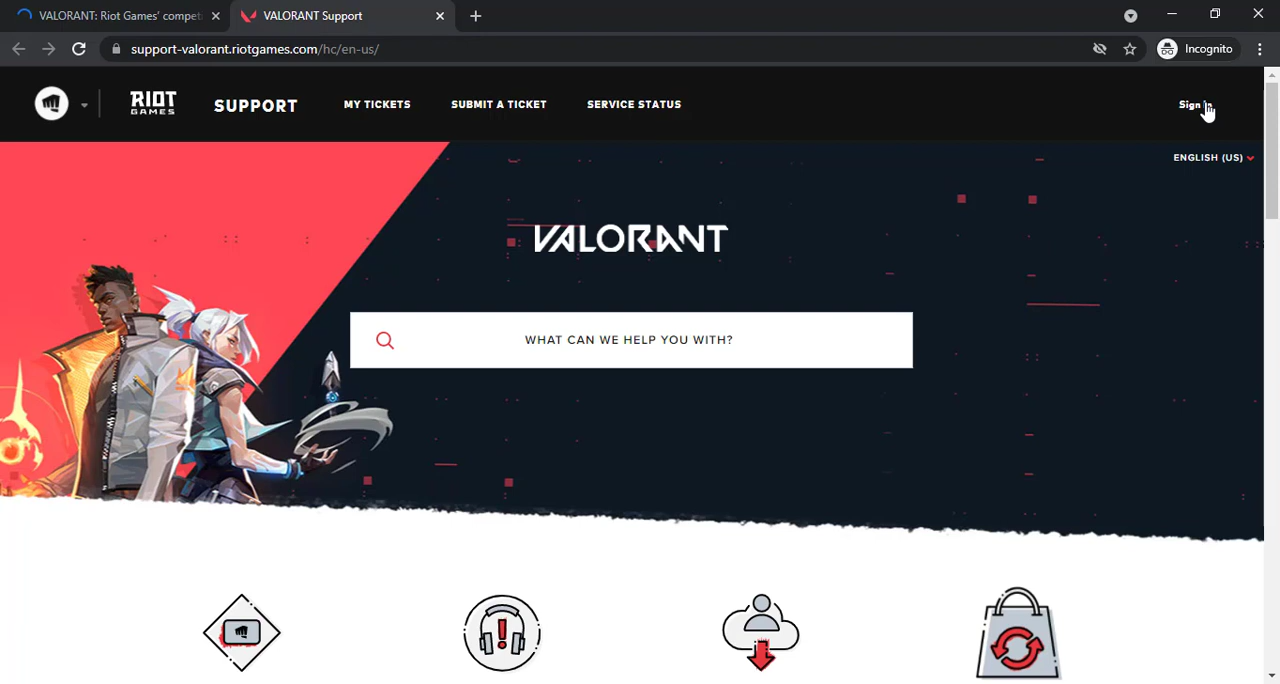 VALORANT: Riot Games' compet
VALORANT Support
support-valorant.riotgames.com/hc/en-us/
Incognito
RIOT GAMES
SUPPORT
MY TICKETS
SUBMIT A TICKET
SERVICE STATUS
Sign In
ENGLISH (US)
VALORANT
WHAT CAN WE HELP YOU WITH?